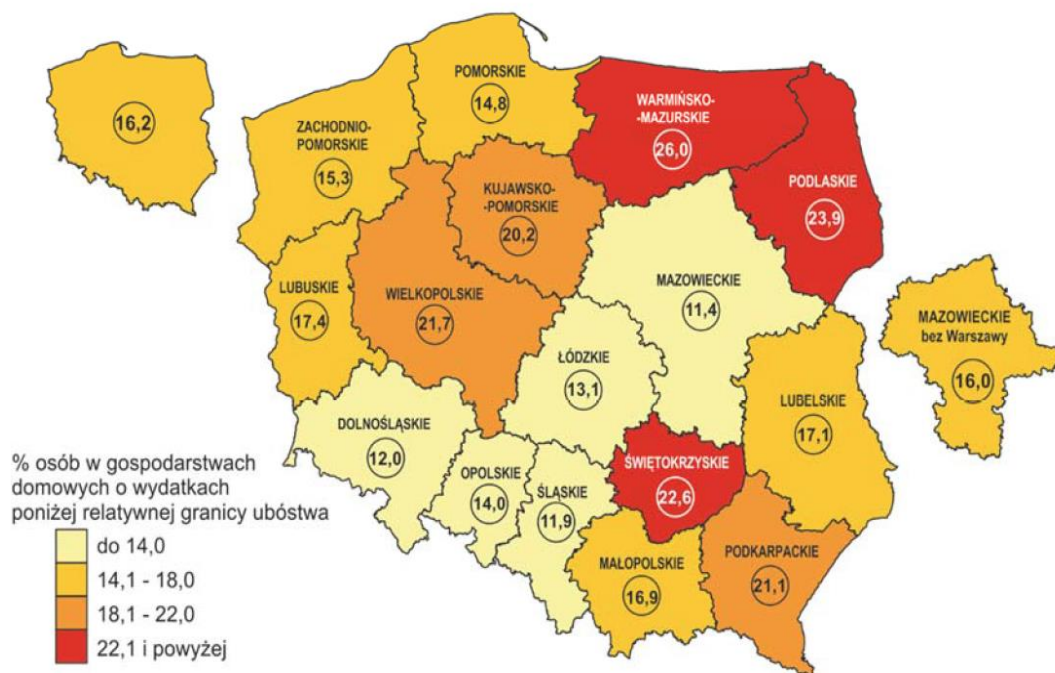 16,2
POMORSKIE
14,8
ZACHODNIO-
POMORSKIE
15,3
WARMIŃSKO-
-MAZURSKIE
26,0
PODLASKIE
23,9
KUJAWSKO-
-POMORSKIE
20,2
LUBUSKIE
17,4
WIELKOPOLSKIE
21,7
MAZOWIECKIE
11,4
MAZOWIECKIE
bez Warszawy
16,0
ŁÓDZKIE
13,1
LUBELSKIE
17,1
DOLNOŚLĄSKIE
12,0
OPOLSKIE
14,0
ŚLĄSKIE
11,9
ŚWIĘTOKRZYSKIE
22,6
MAŁOPOLSKIE
16,9
PODKARPACKIE
21,1
% osób w gospodarstwach
domowych o wydatkach
poniżej relatywnej granicy ubóstwa
do 14,0
14,1 - 18,0
18,1 - 22,0
22,1 i powyżej